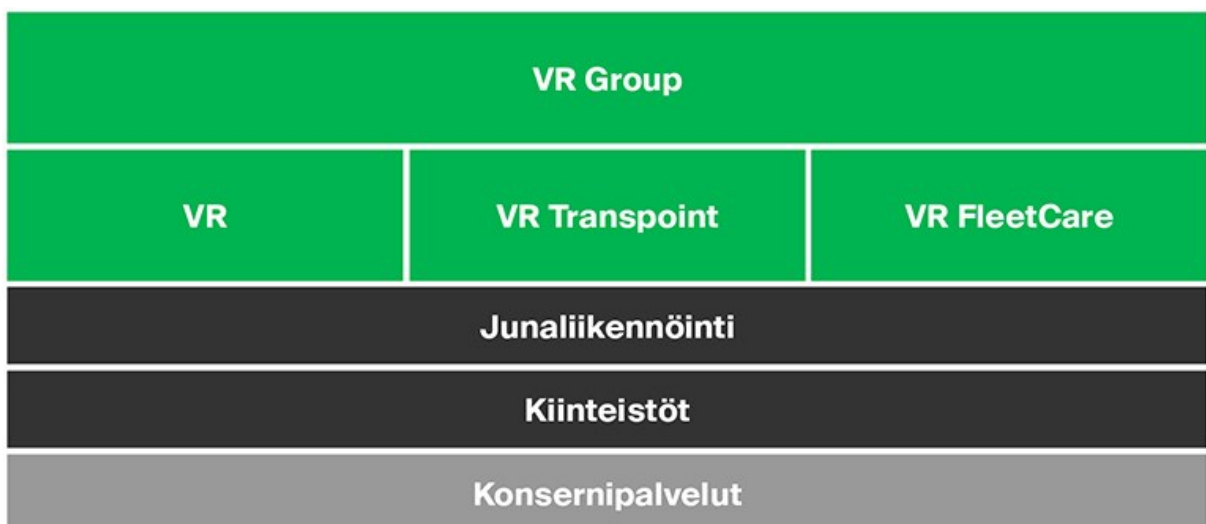 VR Group
VR
VR Transpoint
VR FleetCare
Junaliikennöinti
Kiinteistöt
Konsernipalvelut